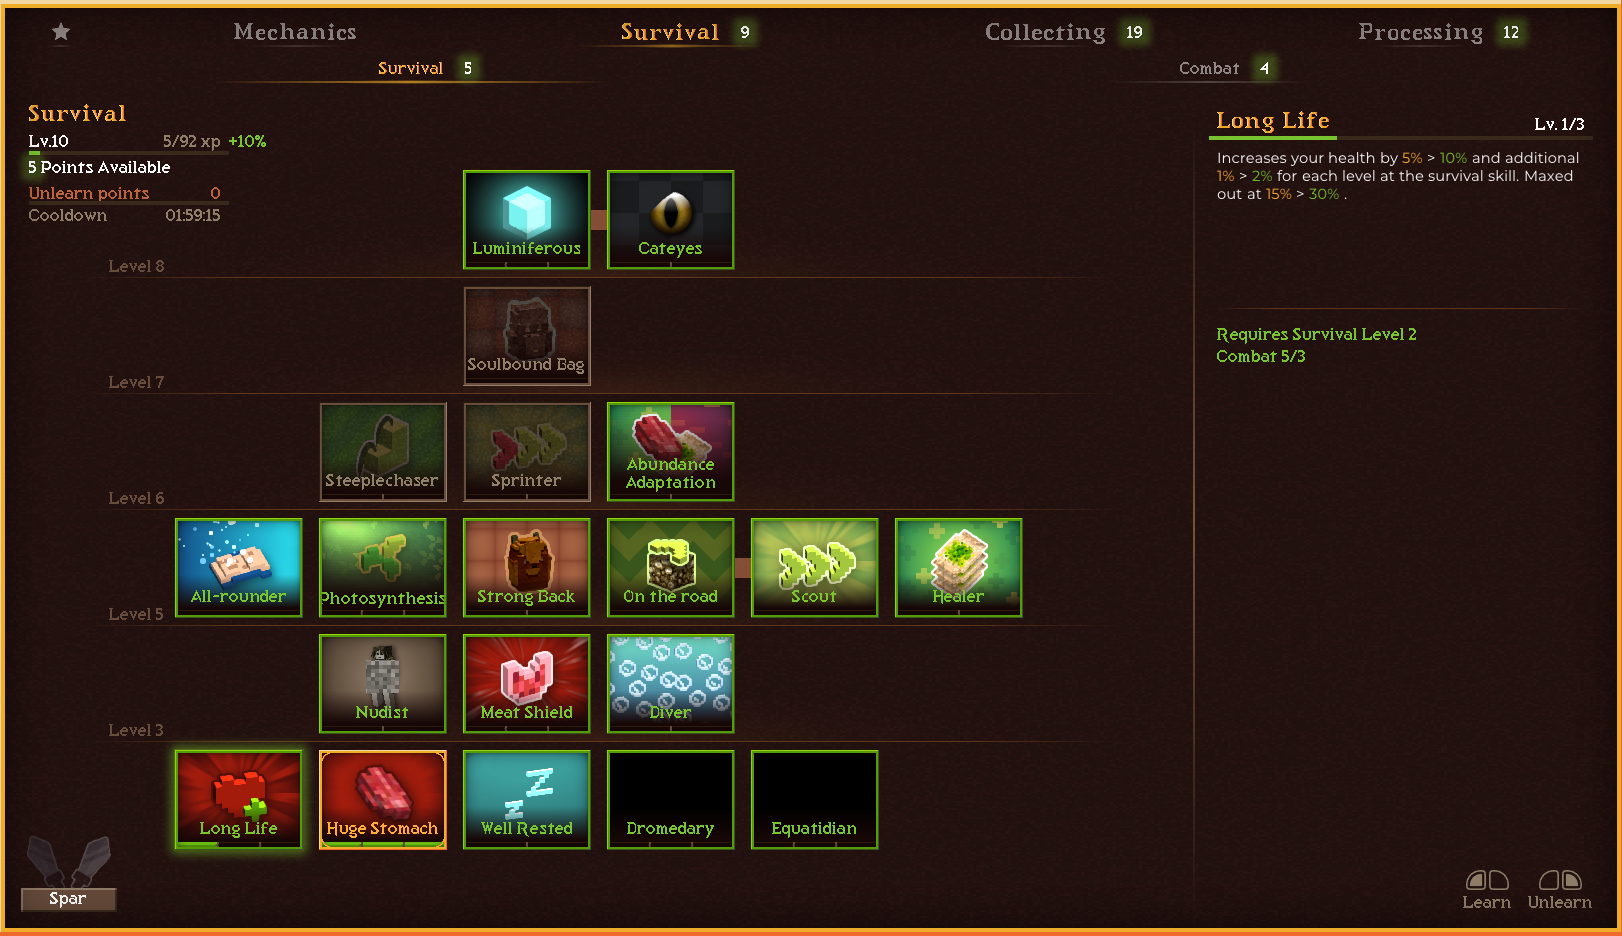 Mechanics
Survival 9
Collecting 19
Processing 12
Survival 5
Combat 4
Survival
Lv.10 5/92 xp +10%
5 Points Available
Unlearn points 0
Cooldown 01:59:15
Long Life Lv. 1/3
Increases your health by 5% > 10% and additional
1% > 2% for each level at the survival skill. Maxed
out at 15% > 30% .
Requires Survival Level 2
Combat 5/3
Luminiferous
Cateyes
Level 8
Soulbound Bag
Level 7
Steeplechaser
Sprinter
Abundance
Adaptation
Level 6
All-rounder
Photosynthesis
Strong Back
On the road
Scout
Healer
Level 5
Nudist
Meat Shield
Diver
Level 3
Long Life
Huge Stomach
Well Rested
Dromedary
Equatidian
Spar
Learn
Unlearn